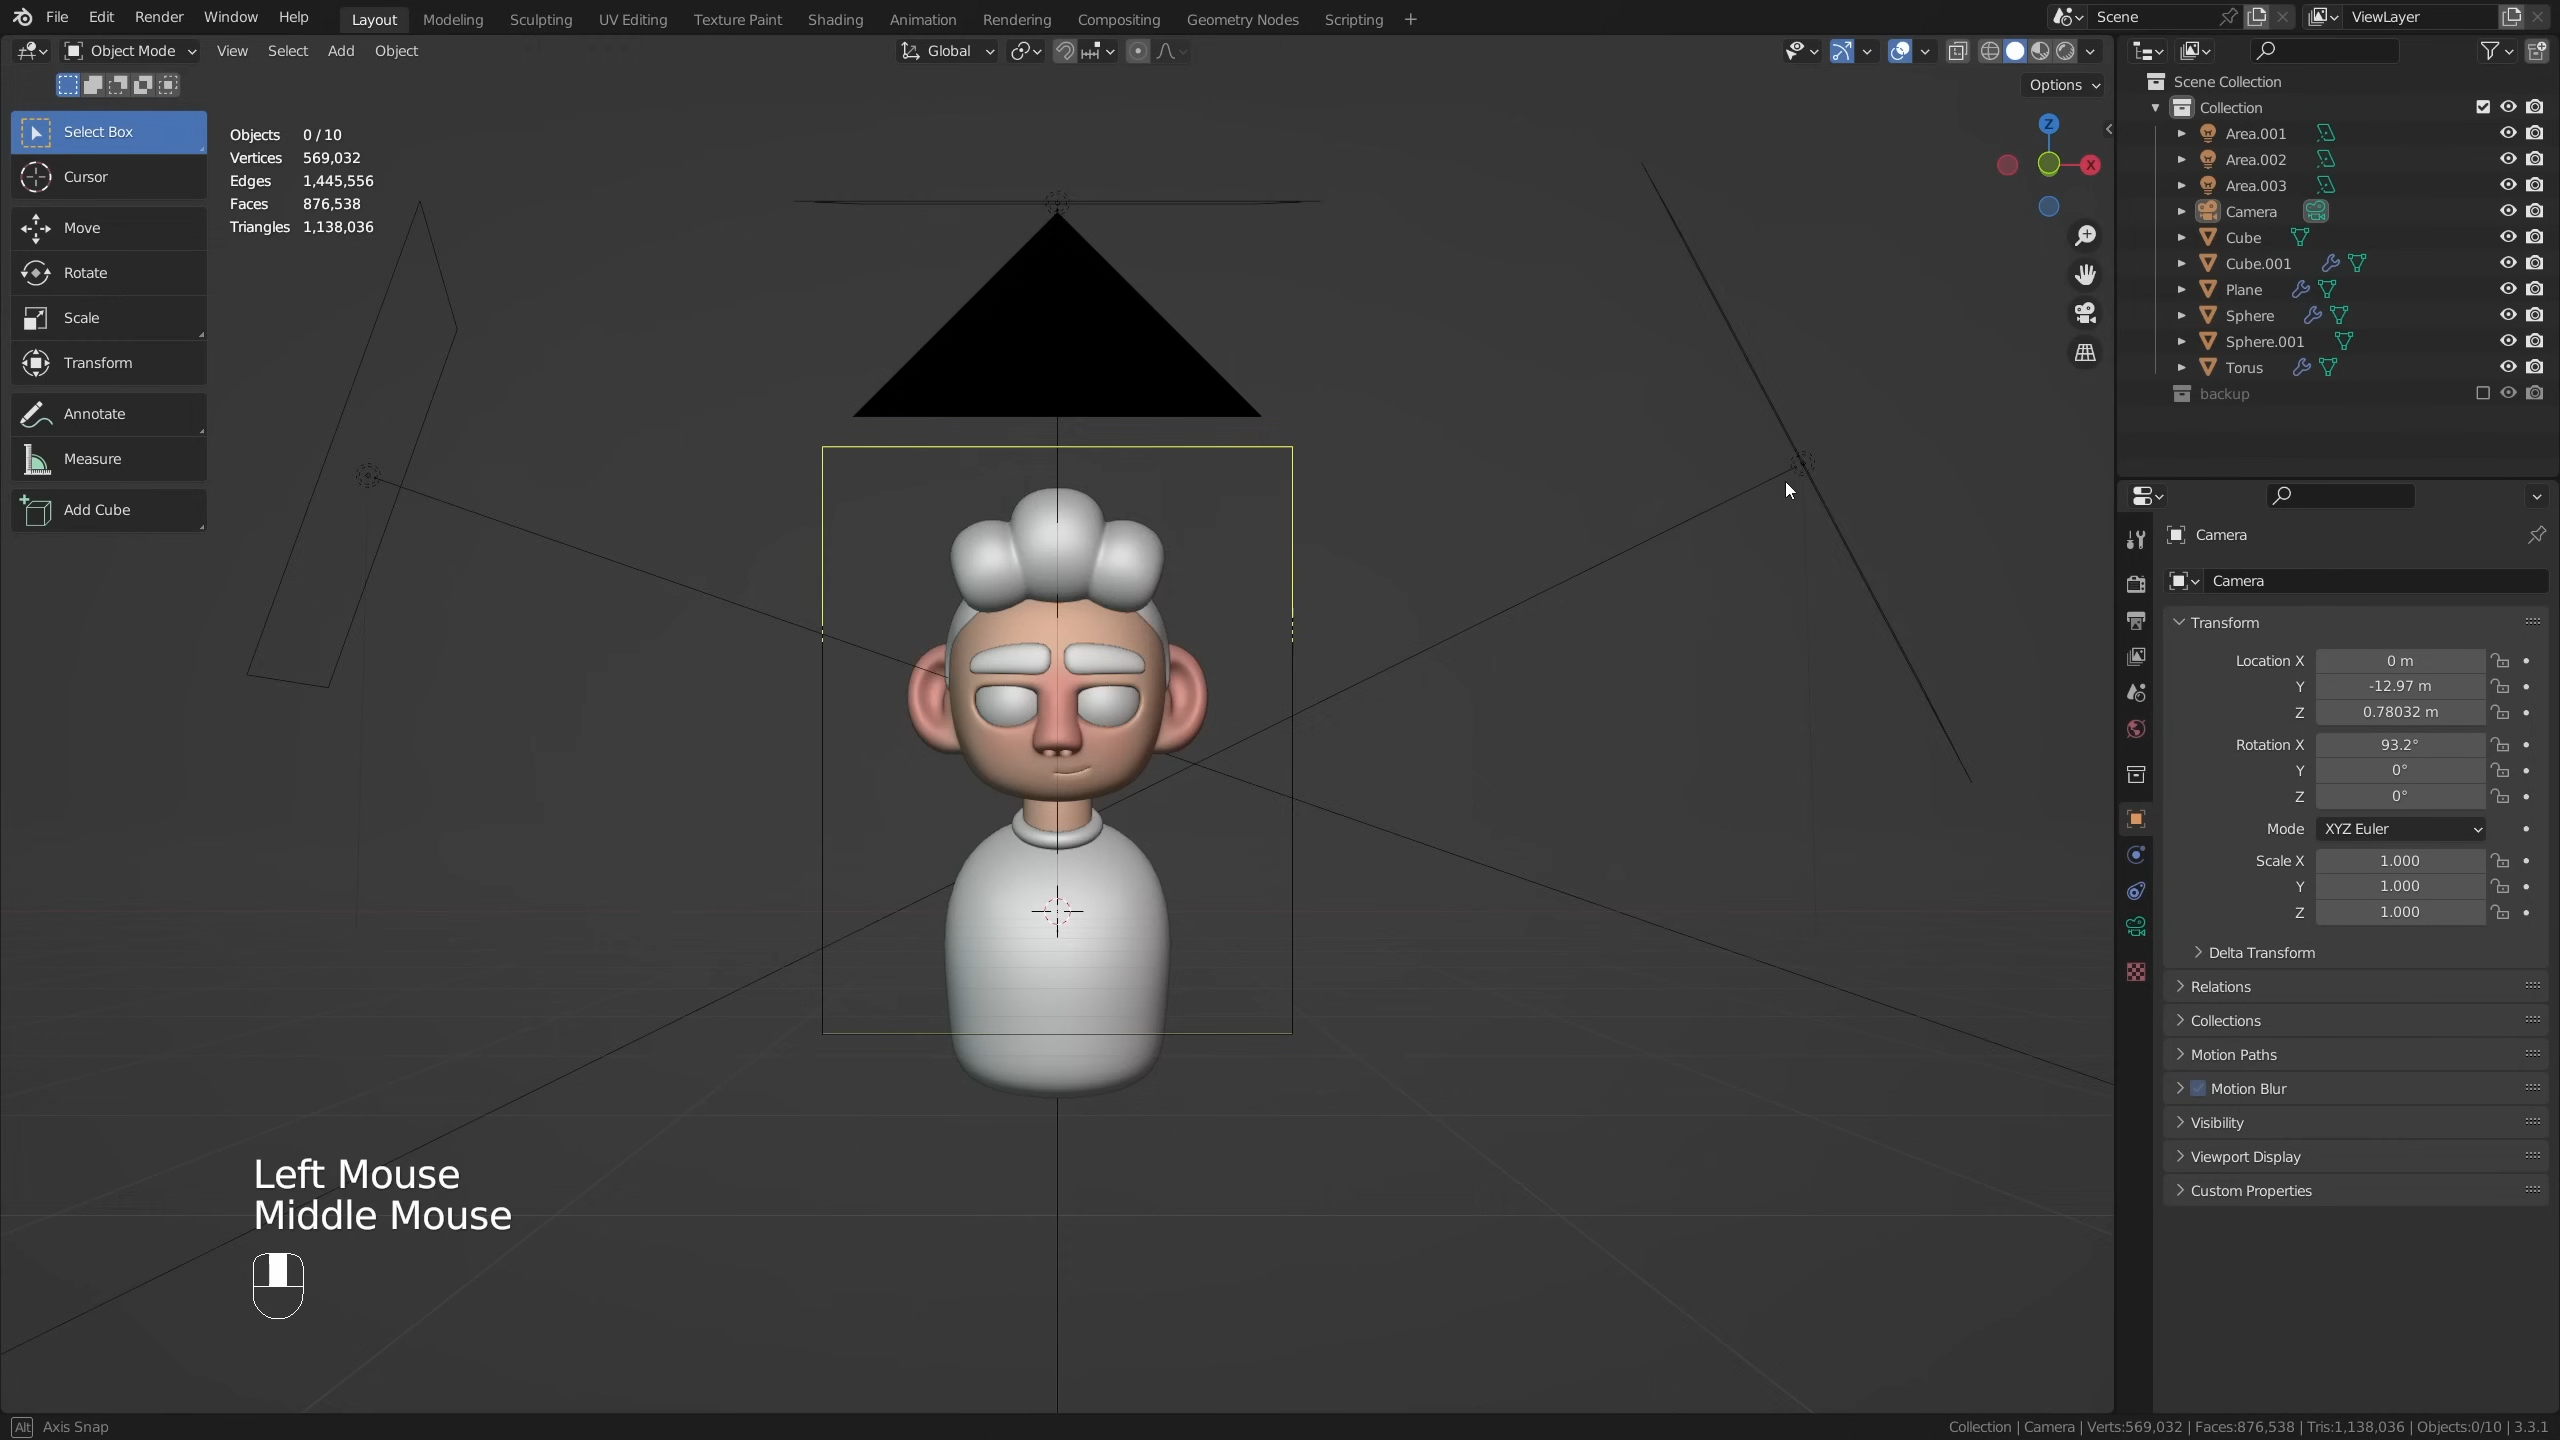 File Edit Render Window Help Layout Modeling Sculpting UV Editing Texture Paint Shading Animation Rendering Compositing Geometry Nodes Scripting + Scene ViewLayer
Object Mode View Select Add Object Global
Options
Select Box
Cursor
Move
Rotate
Scale
Transform
Annotate
Measure
Add Cube
Objects 0 / 10
Vertices 569,032
Edges 1,445,556
Faces 876,538
Triangles 1,138,036
Z
X
Scene Collection
Collection
Area.001
Area.002
Area.003
Camera
Cube
Cube.001
Plane
Sphere
Sphere.001
Torus
backup
Camera
Camera
Transform
Location X 0 m
Y -12.97 m
Z 0.78032 m
Rotation X 93.2°
Y 0°
Z 0°
Mode XYZ Euler
Scale X 1.000
Y 1.000
Z 1.000
Delta Transform
Relations
Collections
Motion Paths
Motion Blur
Visibility
Viewport Display
Custom Properties
Left Mouse
Middle Mouse
Alt Axis Snap
Collection | Camera | Verts:569,032 | Faces:876,538 | Tris:1,138,036 | Objects:0/10 | 3.3.1